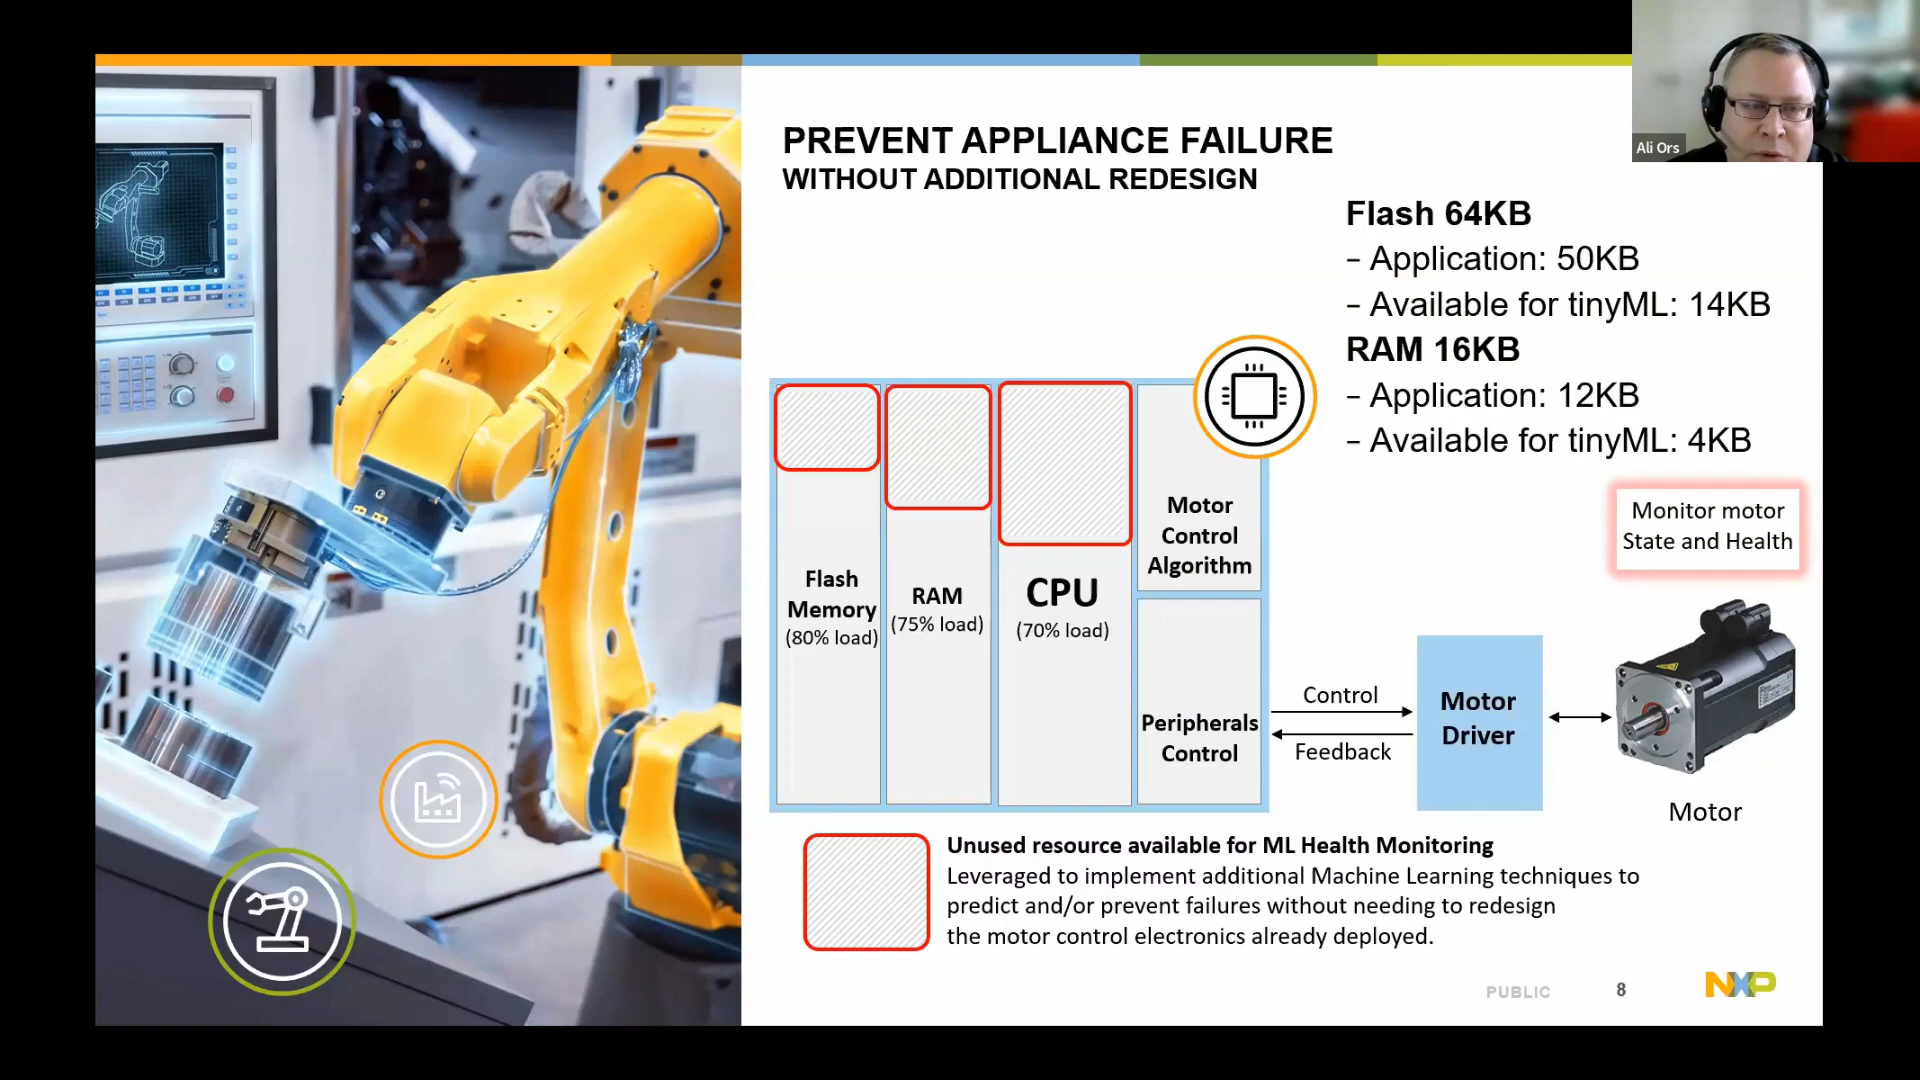 Ali Ors
PREVENT APPLIANCE FAILURE
WITHOUT ADDITIONAL REDESIGN
Flash 64KB
- Application: 50KB
- Available for tinyML: 14KB
RAM 16KB
- Application: 12KB
- Available for tinyML: 4KB
Monitor motor
State and Health
Flash
Memory
(80% load)
RAM
(75% load)
CPU
(70% load)
Motor
Control
Algorithm
Peripherals
Control
Control
Feedback
Motor
Driver
Motor
Unused resource available for ML Health Monitoring
Leveraged to implement additional Machine Learning techniques to
predict and/or prevent failures without needing to redesign
the motor control electronics already deployed.
PUBLIC
8
NXP